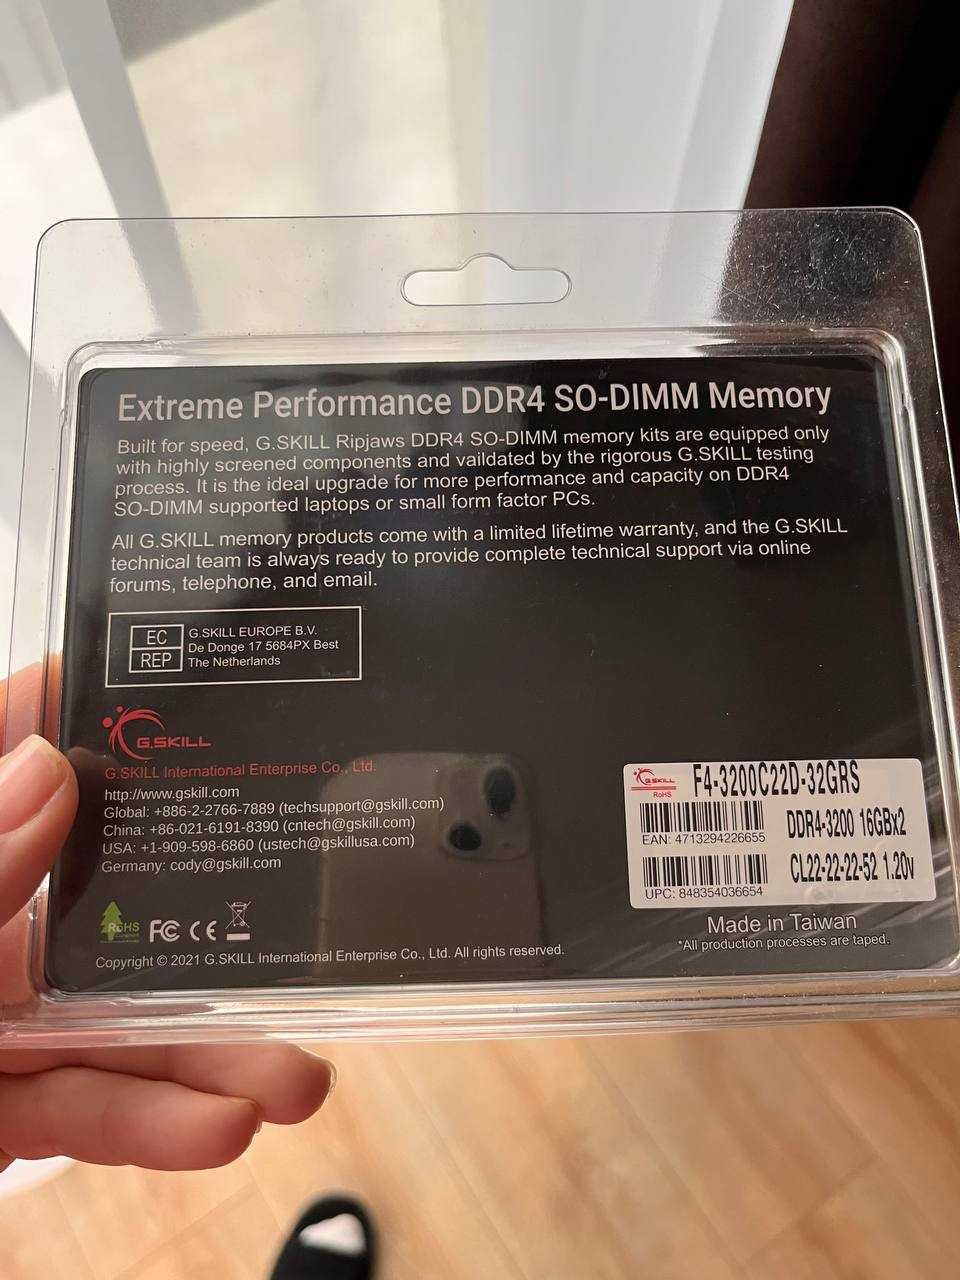 Extreme Performance DDR4 SO-DIMM Memory
Built for speed, G.SKILL Ripjaws DDR4 SO-DIMM memory kits are equipped only
with highly screened components and vaildated by the rigorous G.SKILL testing
process. It is the ideal upgrade for more performance and capacity on DDR4
SO-DIMM supported laptops or small form factor PCs.
All G.SKILL memory products come with a limited lifetime warranty, and the G.SKILL
technical team is always ready to provide complete technical support via online
forums, telephone, and email.
EC
REP
G.SKILL EUROPE B.V.
De Donge 17 5684PX Best
The Netherlands
G.SKILL
G.SKILL International Enterprise Co., Ltd.
http://www.gskill.com
Global: +886-2-2766-7889 (techsupport@gskill.com)
China: +86-021-6191-8390 (cntech@gskill.com)
USA: +1-909-598-6860 (ustech@gskillusa.com)
Germany: cody@gskill.com
RoHS
FC CE
Copyright © 2021 G.SKILL International Enterprise Co., Ltd. All rights reserved.
G.SKILL
RoHS
F4-3200C22D-32GRS
EAN: 4713294226655
DDR4-3200 16GBx2
UPC: 848354036654
CL22-22-22-52 1.20v
Made in Taiwan
*All production processes are taped.